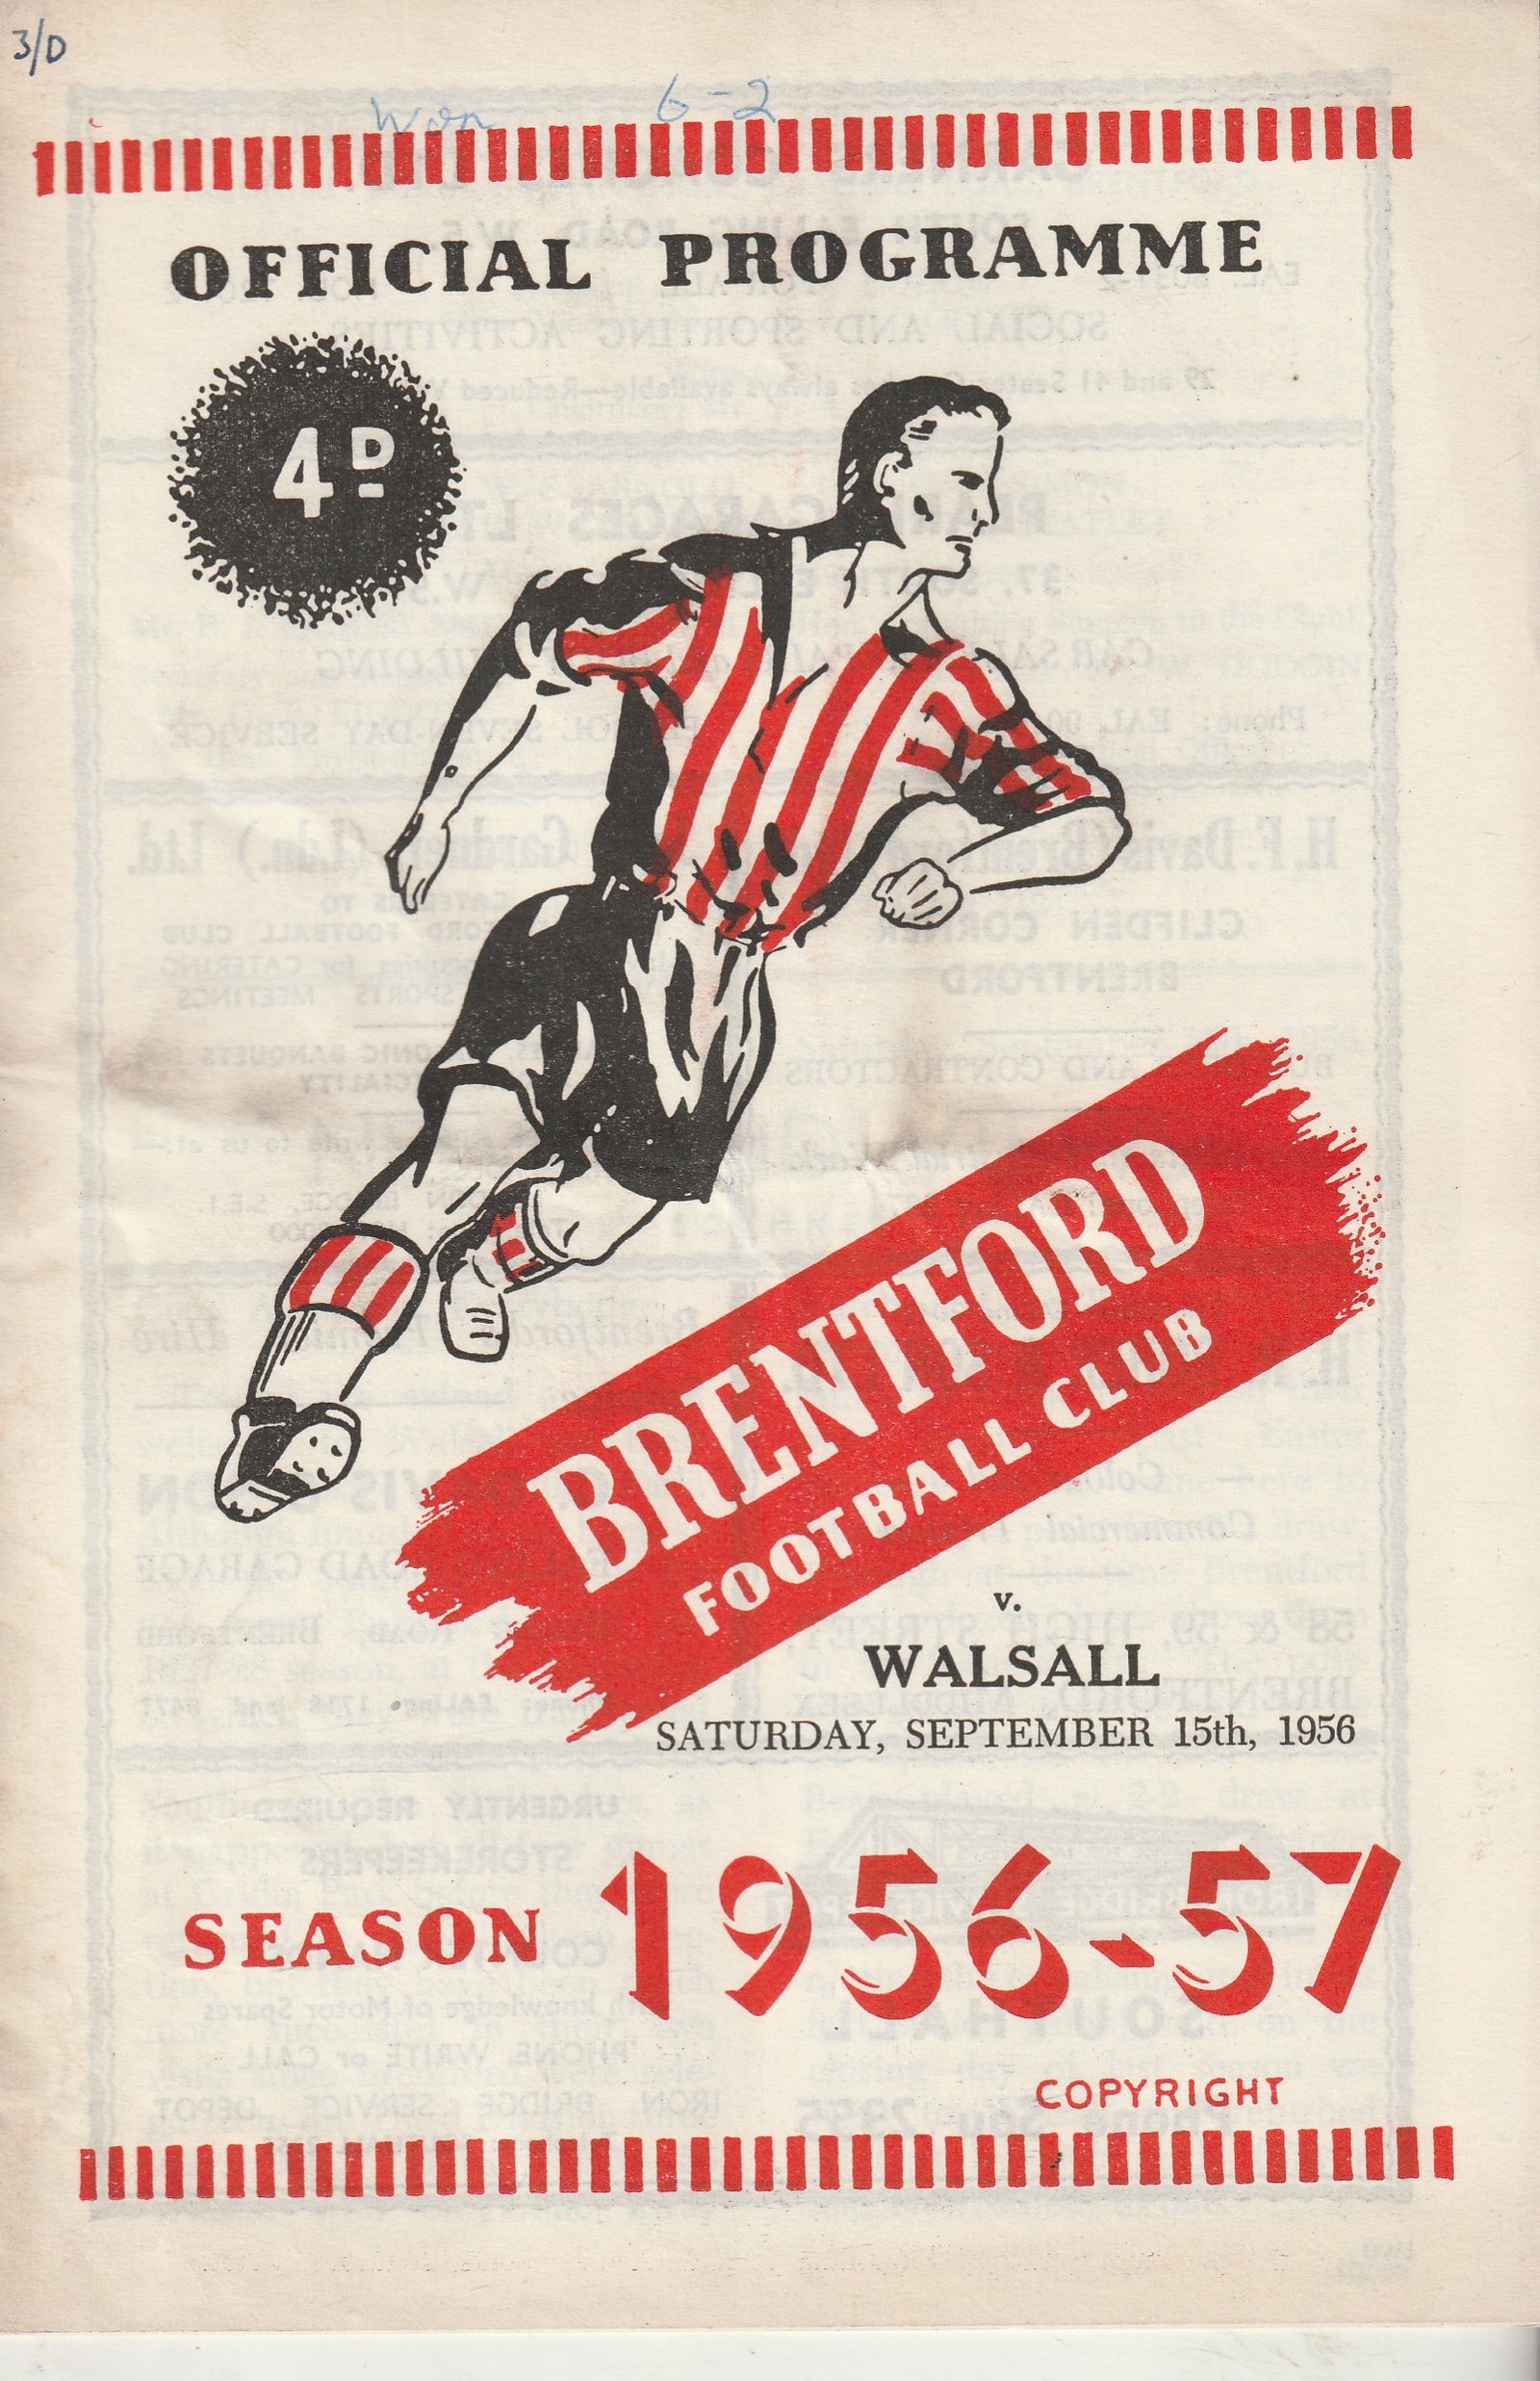 3/D
Won 6-2
OFFICIAL PROGRAMME
4D
BRENTFORD
FOOTBALL CLUB
v.
WALSALL
SATURDAY, SEPTEMBER 15th, 1956
SEASON 1956-57
COPYRIGHT